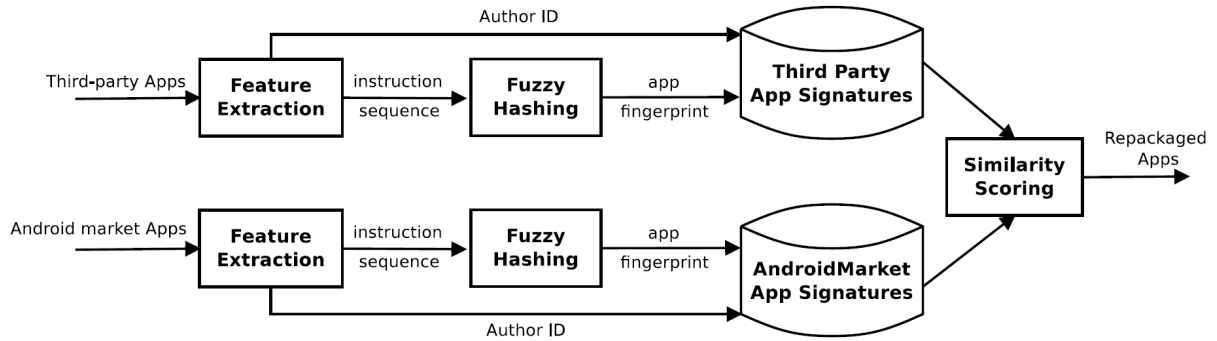 Author ID
Third-party Apps
Feature
Extraction
instruction
sequence
Fuzzy
Hashing
app
fingerprint
Third Party
App Signatures
Similarity
Scoring
Repackaged
Apps
Android market Apps
Feature
Extraction
instruction
sequence
Fuzzy
Hashing
app
fingerprint
AndroidMarket
App Signatures
Author ID